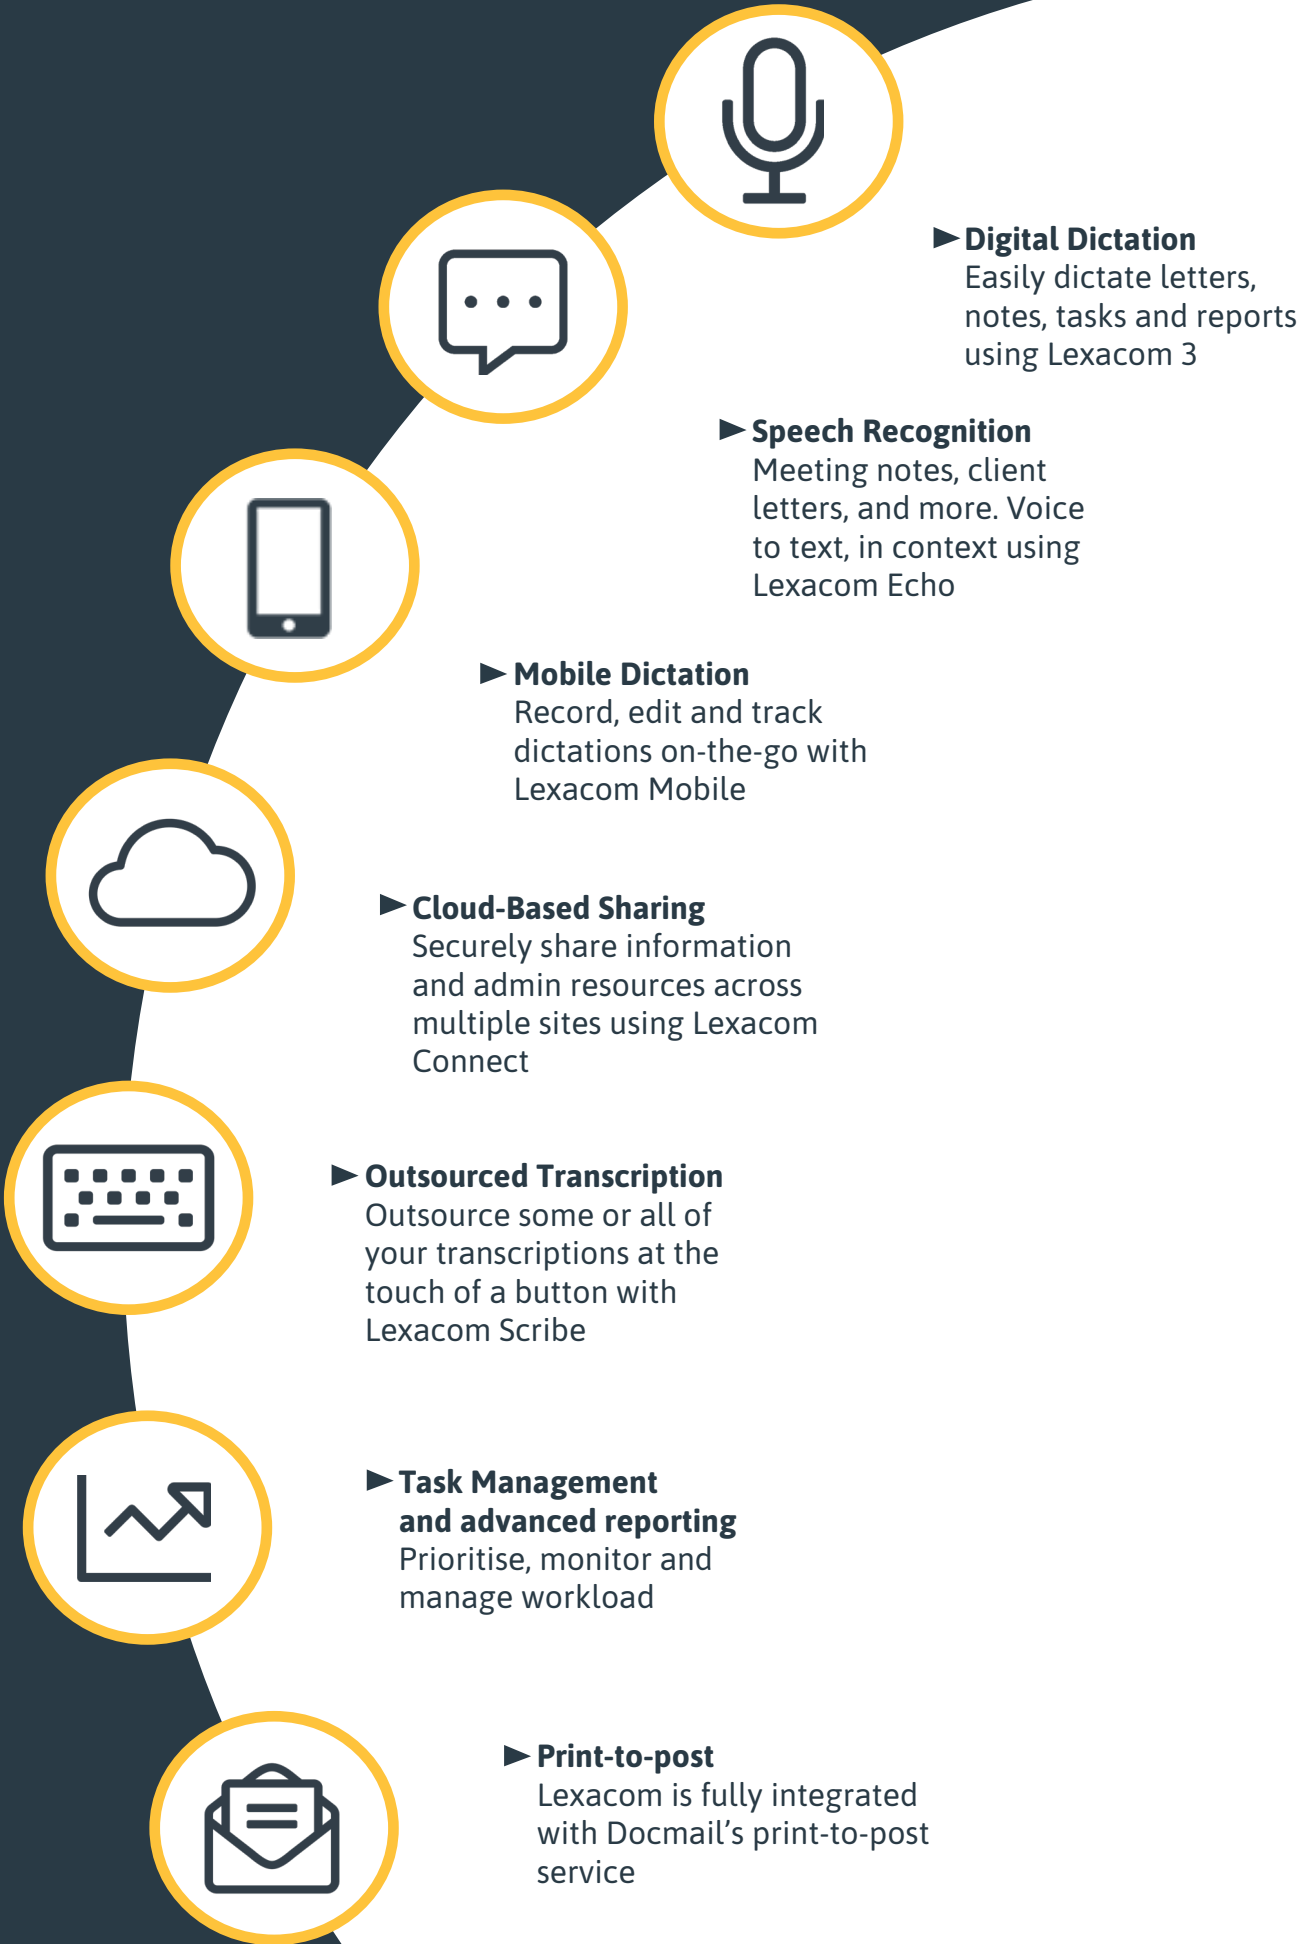 Digital Dictation
Easily dictate letters,
notes, tasks and reports
using Lexacom 3
Speech Recognition
Meeting notes, client
letters, and more. Voice
to text, in context using
Lexacom Echo
Mobile Dictation
Record, edit and track
dictations on-the-go with
Lexacom Mobile
Cloud-Based Sharing
Securely share information
and admin resources across
multiple sites using Lexacom
Connect
Outsourced Transcription
Outsource some or all of
your transcriptions at the
touch of a button with
Lexacom Scribe
Task Management
and advanced reporting
Prioritise, monitor and
manage workload
Print-to-post
Lexacom is fully integrated
with Docmail’s print-to-post
service